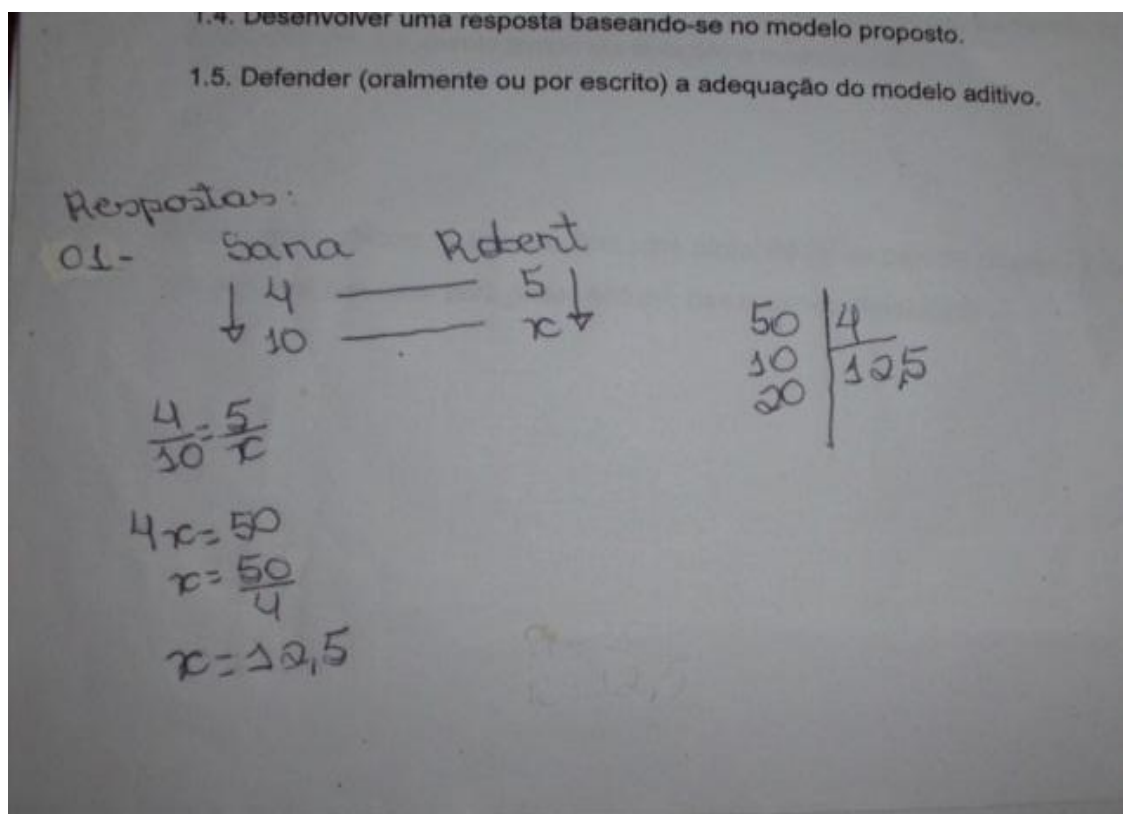 1.4. Desenvolver uma resposta baseando-se no modelo proposto.
1.5. Defender (oralmente ou por escrito) a adequação do modelo aditivo.
Respostas:
01- Sana Robert
↓ 4 — 5 ↓
10 — x
4/10 = 5/x
4x = 50
x = 50/4
x = 12,5
50 | 4
10 | 12,5
20